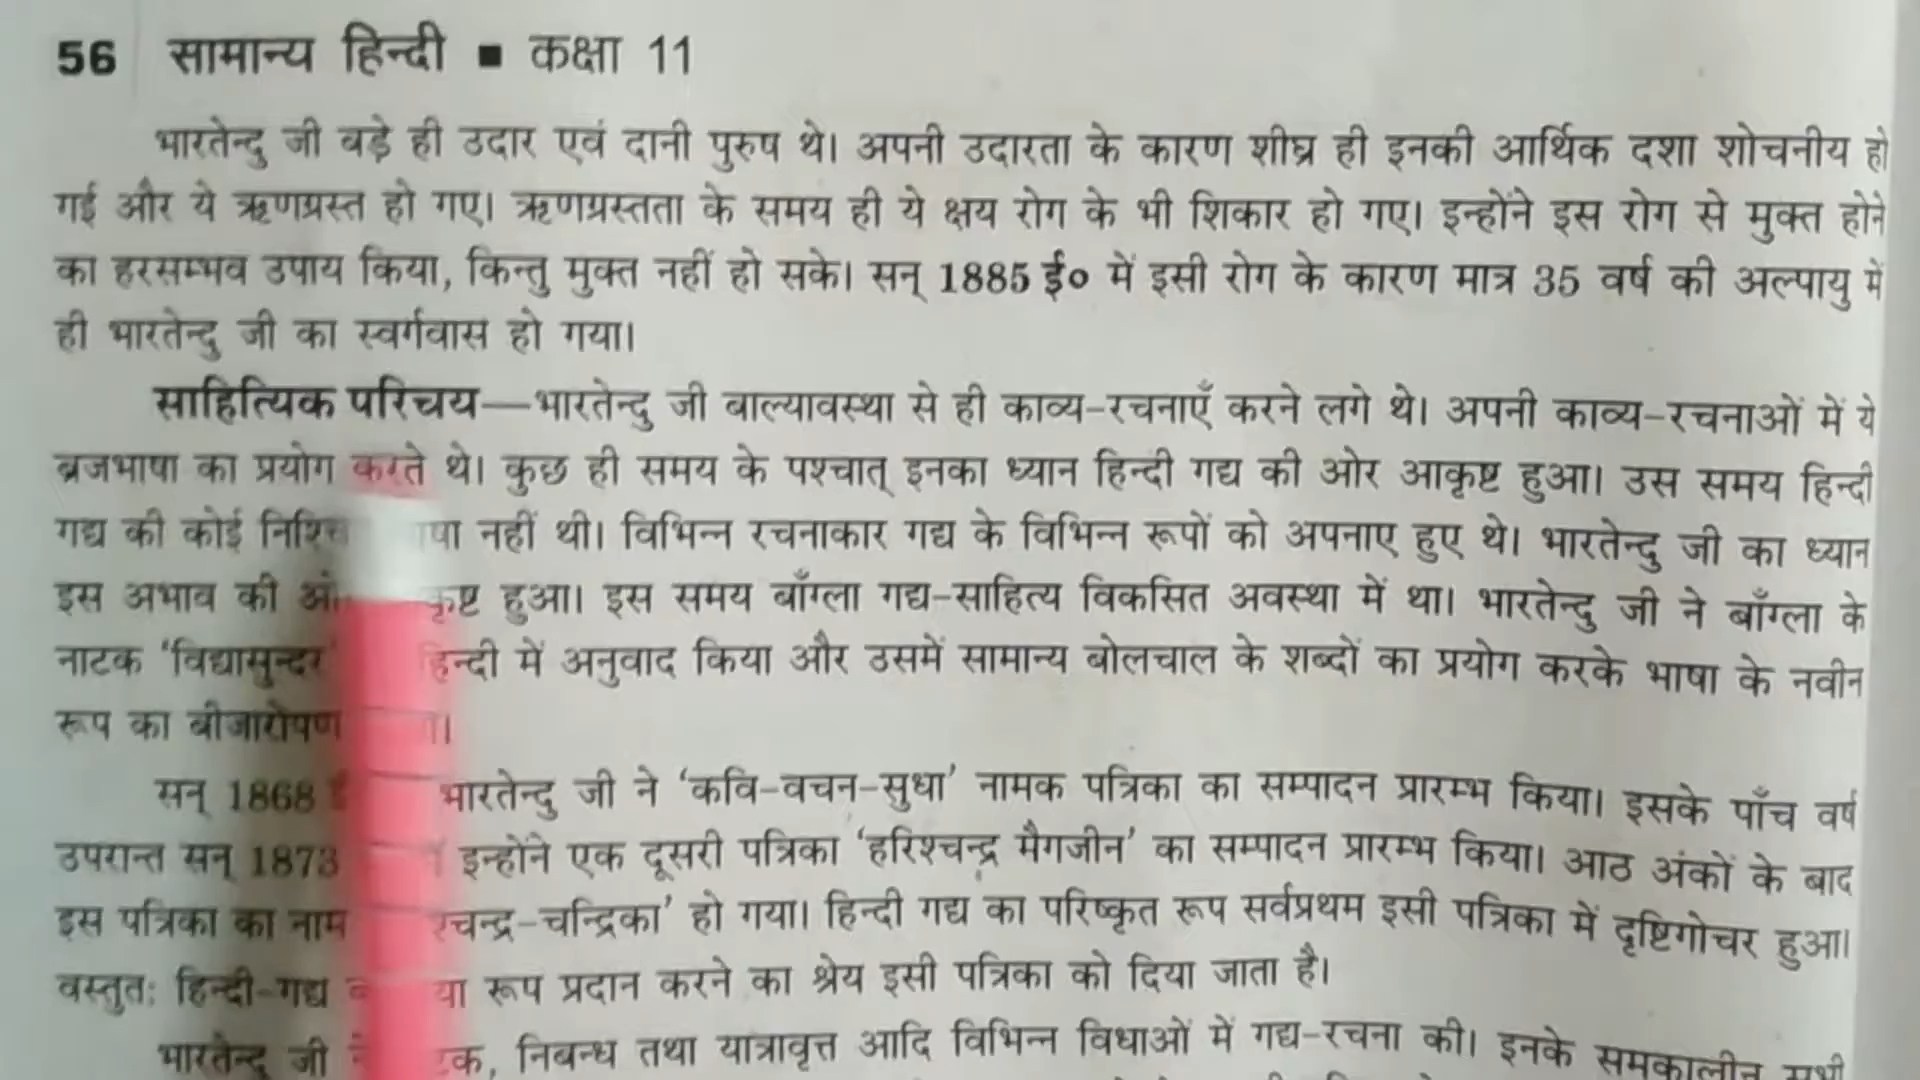 56 सामान्य हिन्दी ▪ कक्षा 11
भारतेन्दु जी बड़े ही उदार एवं दानी पुरुष थे। अपनी उदारता के कारण शीघ्र ही इनकी आर्थिक दशा शोचनीय हो
गई और ये ऋणग्रस्त हो गए। ऋणग्रस्तता के समय ही ये क्षय रोग के भी शिकार हो गए। इन्होंने इस रोग से मुक्त होने
का हरसम्भव उपाय किया, किन्तु मुक्त नहीं हो सके। सन् 1885 ई० में इसी रोग के कारण मात्र 35 वर्ष की अल्पायु में
ही भारतेन्दु जी का स्वर्गवास हो गया।
साहित्यिक परिचय—भारतेन्दु जी बाल्यावस्था से ही काव्य-रचनाएँ करने लगे थे। अपनी काव्य-रचनाओं में ये
ब्रजभाषा का प्रयोग करते थे। कुछ ही समय के पश्चात् इनका ध्यान हिन्दी गद्य की ओर आकृष्ट हुआ। उस समय हिन्दी
गद्य की कोई नहीं थी। विभिन्न रचनाकार गद्य के विभिन्न रूपों को अपनाए हुए थे। भारतेन्दु जी का ध्यान
इस अभाव की हुआ। इस समय बाँग्ला गद्य-साहित्य विकसित अवस्था में था। भारतेन्दु जी ने बाँग्ला के
नाटक 'विद्यासुन्दर' हिन्दी में अनुवाद किया और उसमें सामान्य बोलचाल के शब्दों का प्रयोग करके भाषा के नवीन
रूप का बीजारोपण
सन् 1868 भारतेन्दु जी ने 'कवि-वचन-सुधा' नामक पत्रिका का सम्पादन प्रारम्भ किया। इसके पाँच वर्ष
उपरान्त सन् 1873 इन्होंने एक दूसरी पत्रिका 'हरिश्चन्द्र मैगजीन' का सम्पादन प्रारम्भ किया। आठ अंकों के बाद
इस पत्रिका का नाम हो गया। हिन्दी गद्य का परिष्कृत रूप सर्वप्रथम इसी पत्रिका में दृष्टिगोचर हुआ।
वस्तुतः हिन्दी-गद्य रूप प्रदान करने का श्रेय इसी पत्रिका को दिया जाता है।
भारतेन्दु जी निबन्ध तथा यात्रावृत्त आदि विभिन्न विधाओं में गद्य-रचना की। इनके समकालीन सभी